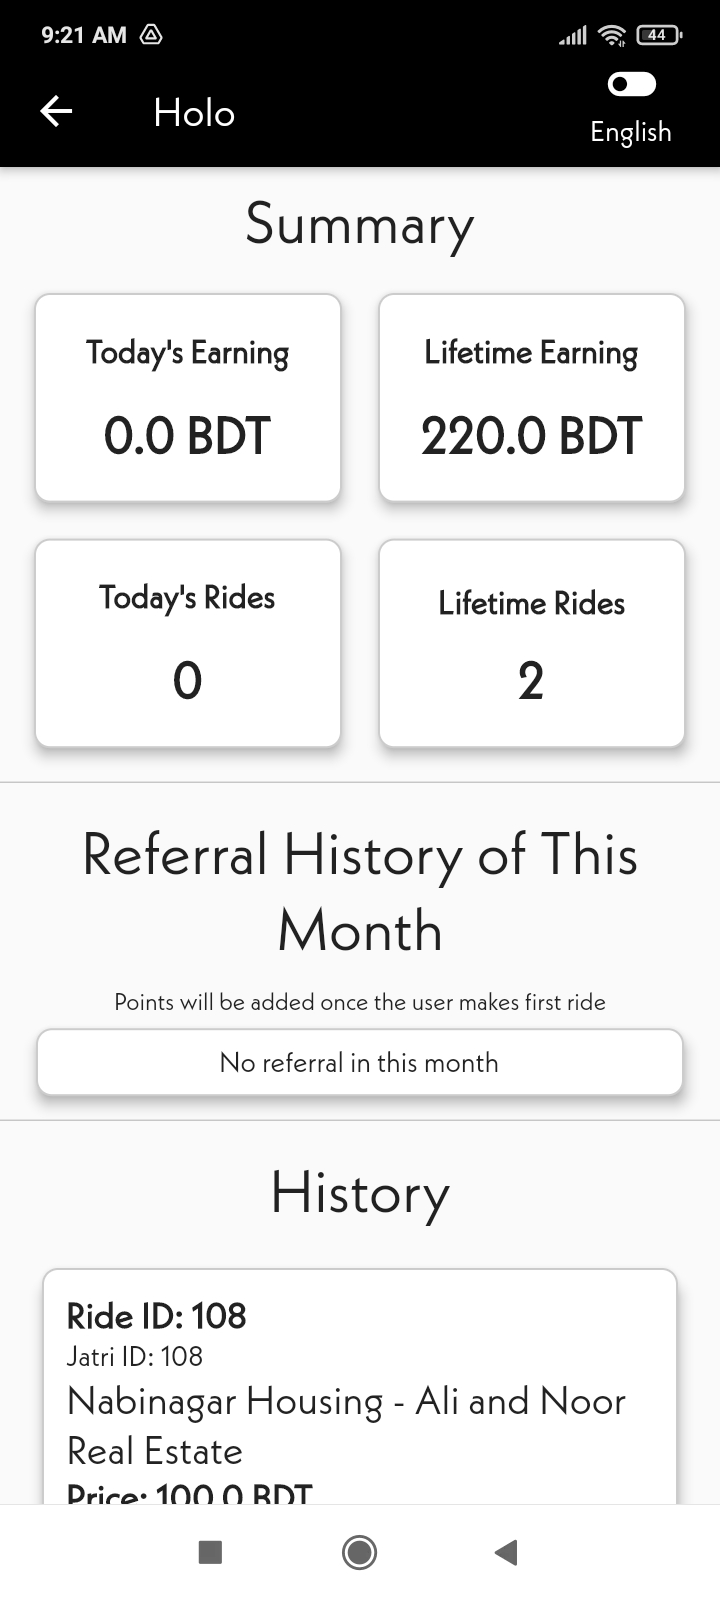 9:21 AM
44
Holo
English
Summary
Today's Earning
0.0 BDT
Lifetime Earning
220.0 BDT
Today's Rides
0
Lifetime Rides
2
Referral History of This
Month
Points will be added once the user makes first ride
No referral in this month
History
Ride ID: 108
Jatri ID: 108
Nabinagar Housing - Ali and Noor
Real Estate
Price: 100.0 BDT